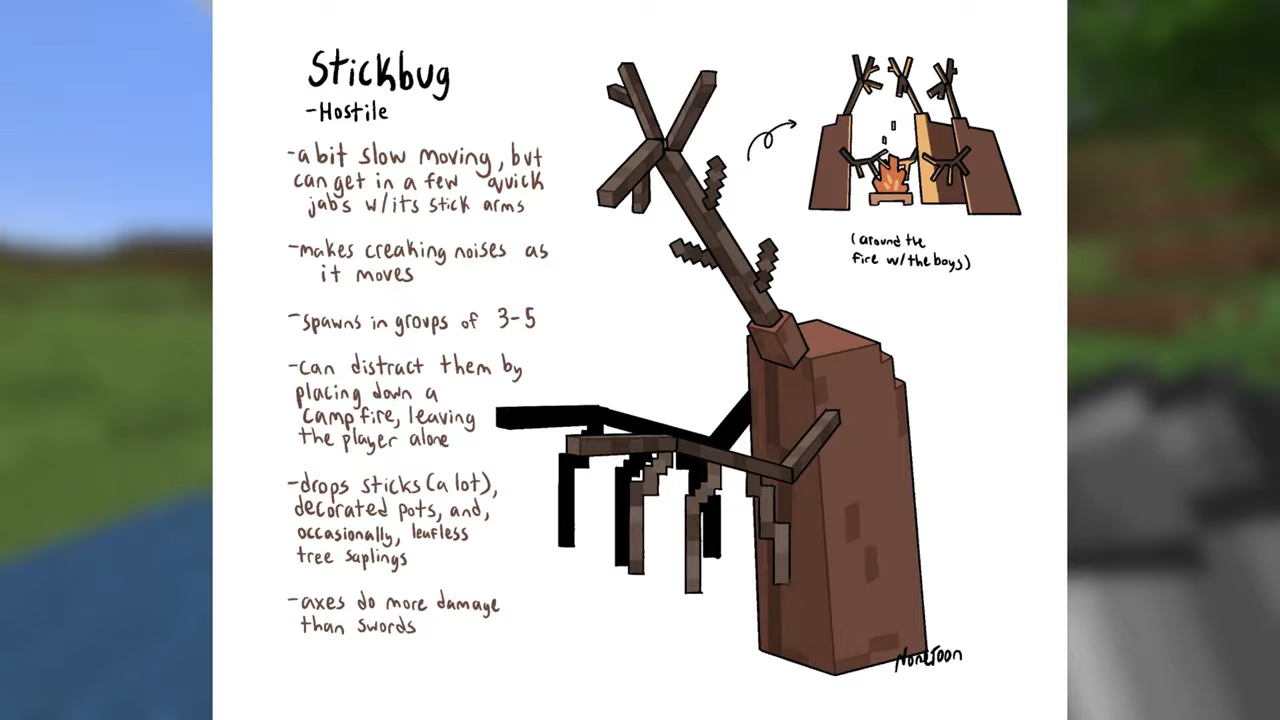 Stickbug
-Hostile
-a bit slow moving, but
can get in a few quick
jabs w/its stick arms
-makes creaking noises as
it moves
-spawns in groups of 3-5
-can distract them by
placing down a
campfire, leaving
the player alone
-drops sticks (a lot),
decorated pots, and,
occasionally, leafless
tree saplings
-axes do more damage
than swords
(around the
fire w/the boys)